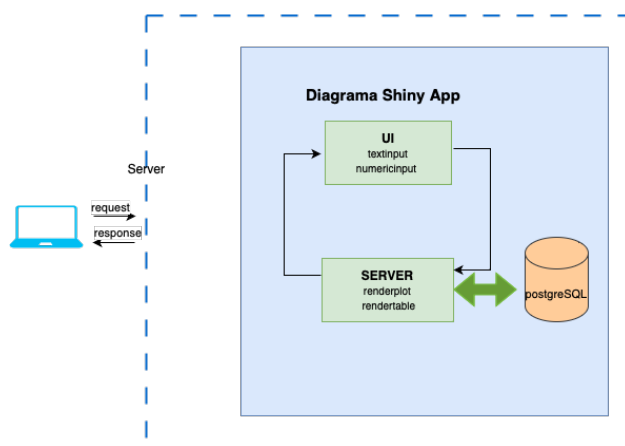 Diagrama Shiny App
UI
textinput
numericinput
Server
request
response
SERVER
renderplot
rendertable
postgreSQL